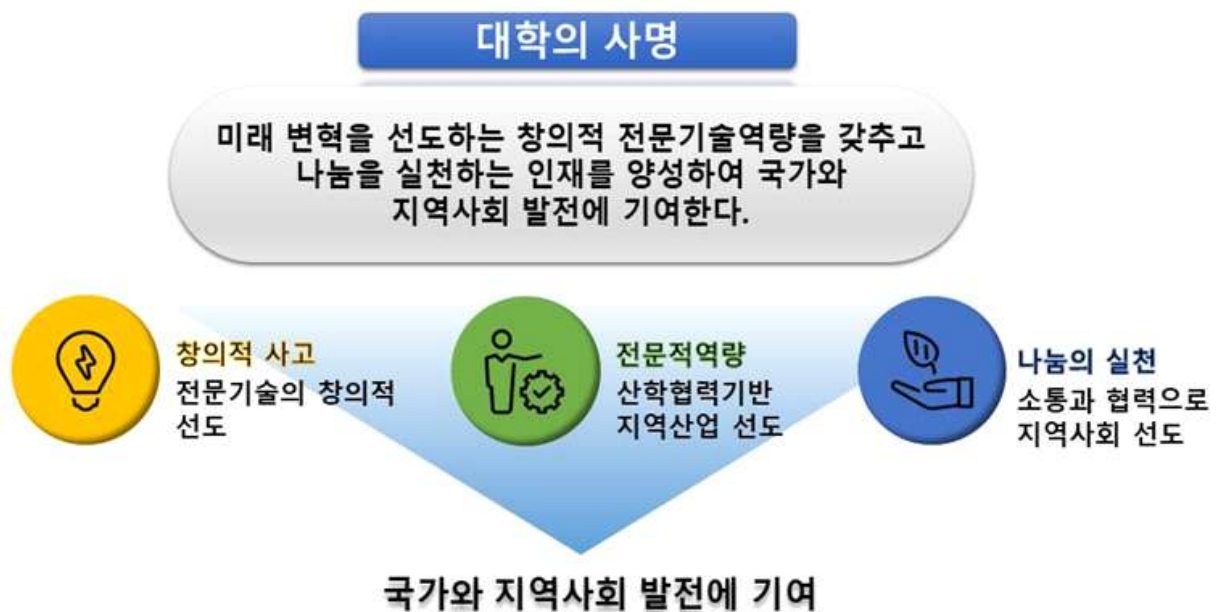 대학의 사명
미래 변혁을 선도하는 창의적 전문기술역량을 갖추고
나눔을 실천하는 인재를 양성하여 국가와
지역사회 발전에 기여한다.
창의적 사고
전문기술의 창의적
선도
전문적역량
산학협력기반
지역산업 선도
나눔의 실천
소통과 협력으로
지역사회 선도
국가와 지역사회 발전에 기여